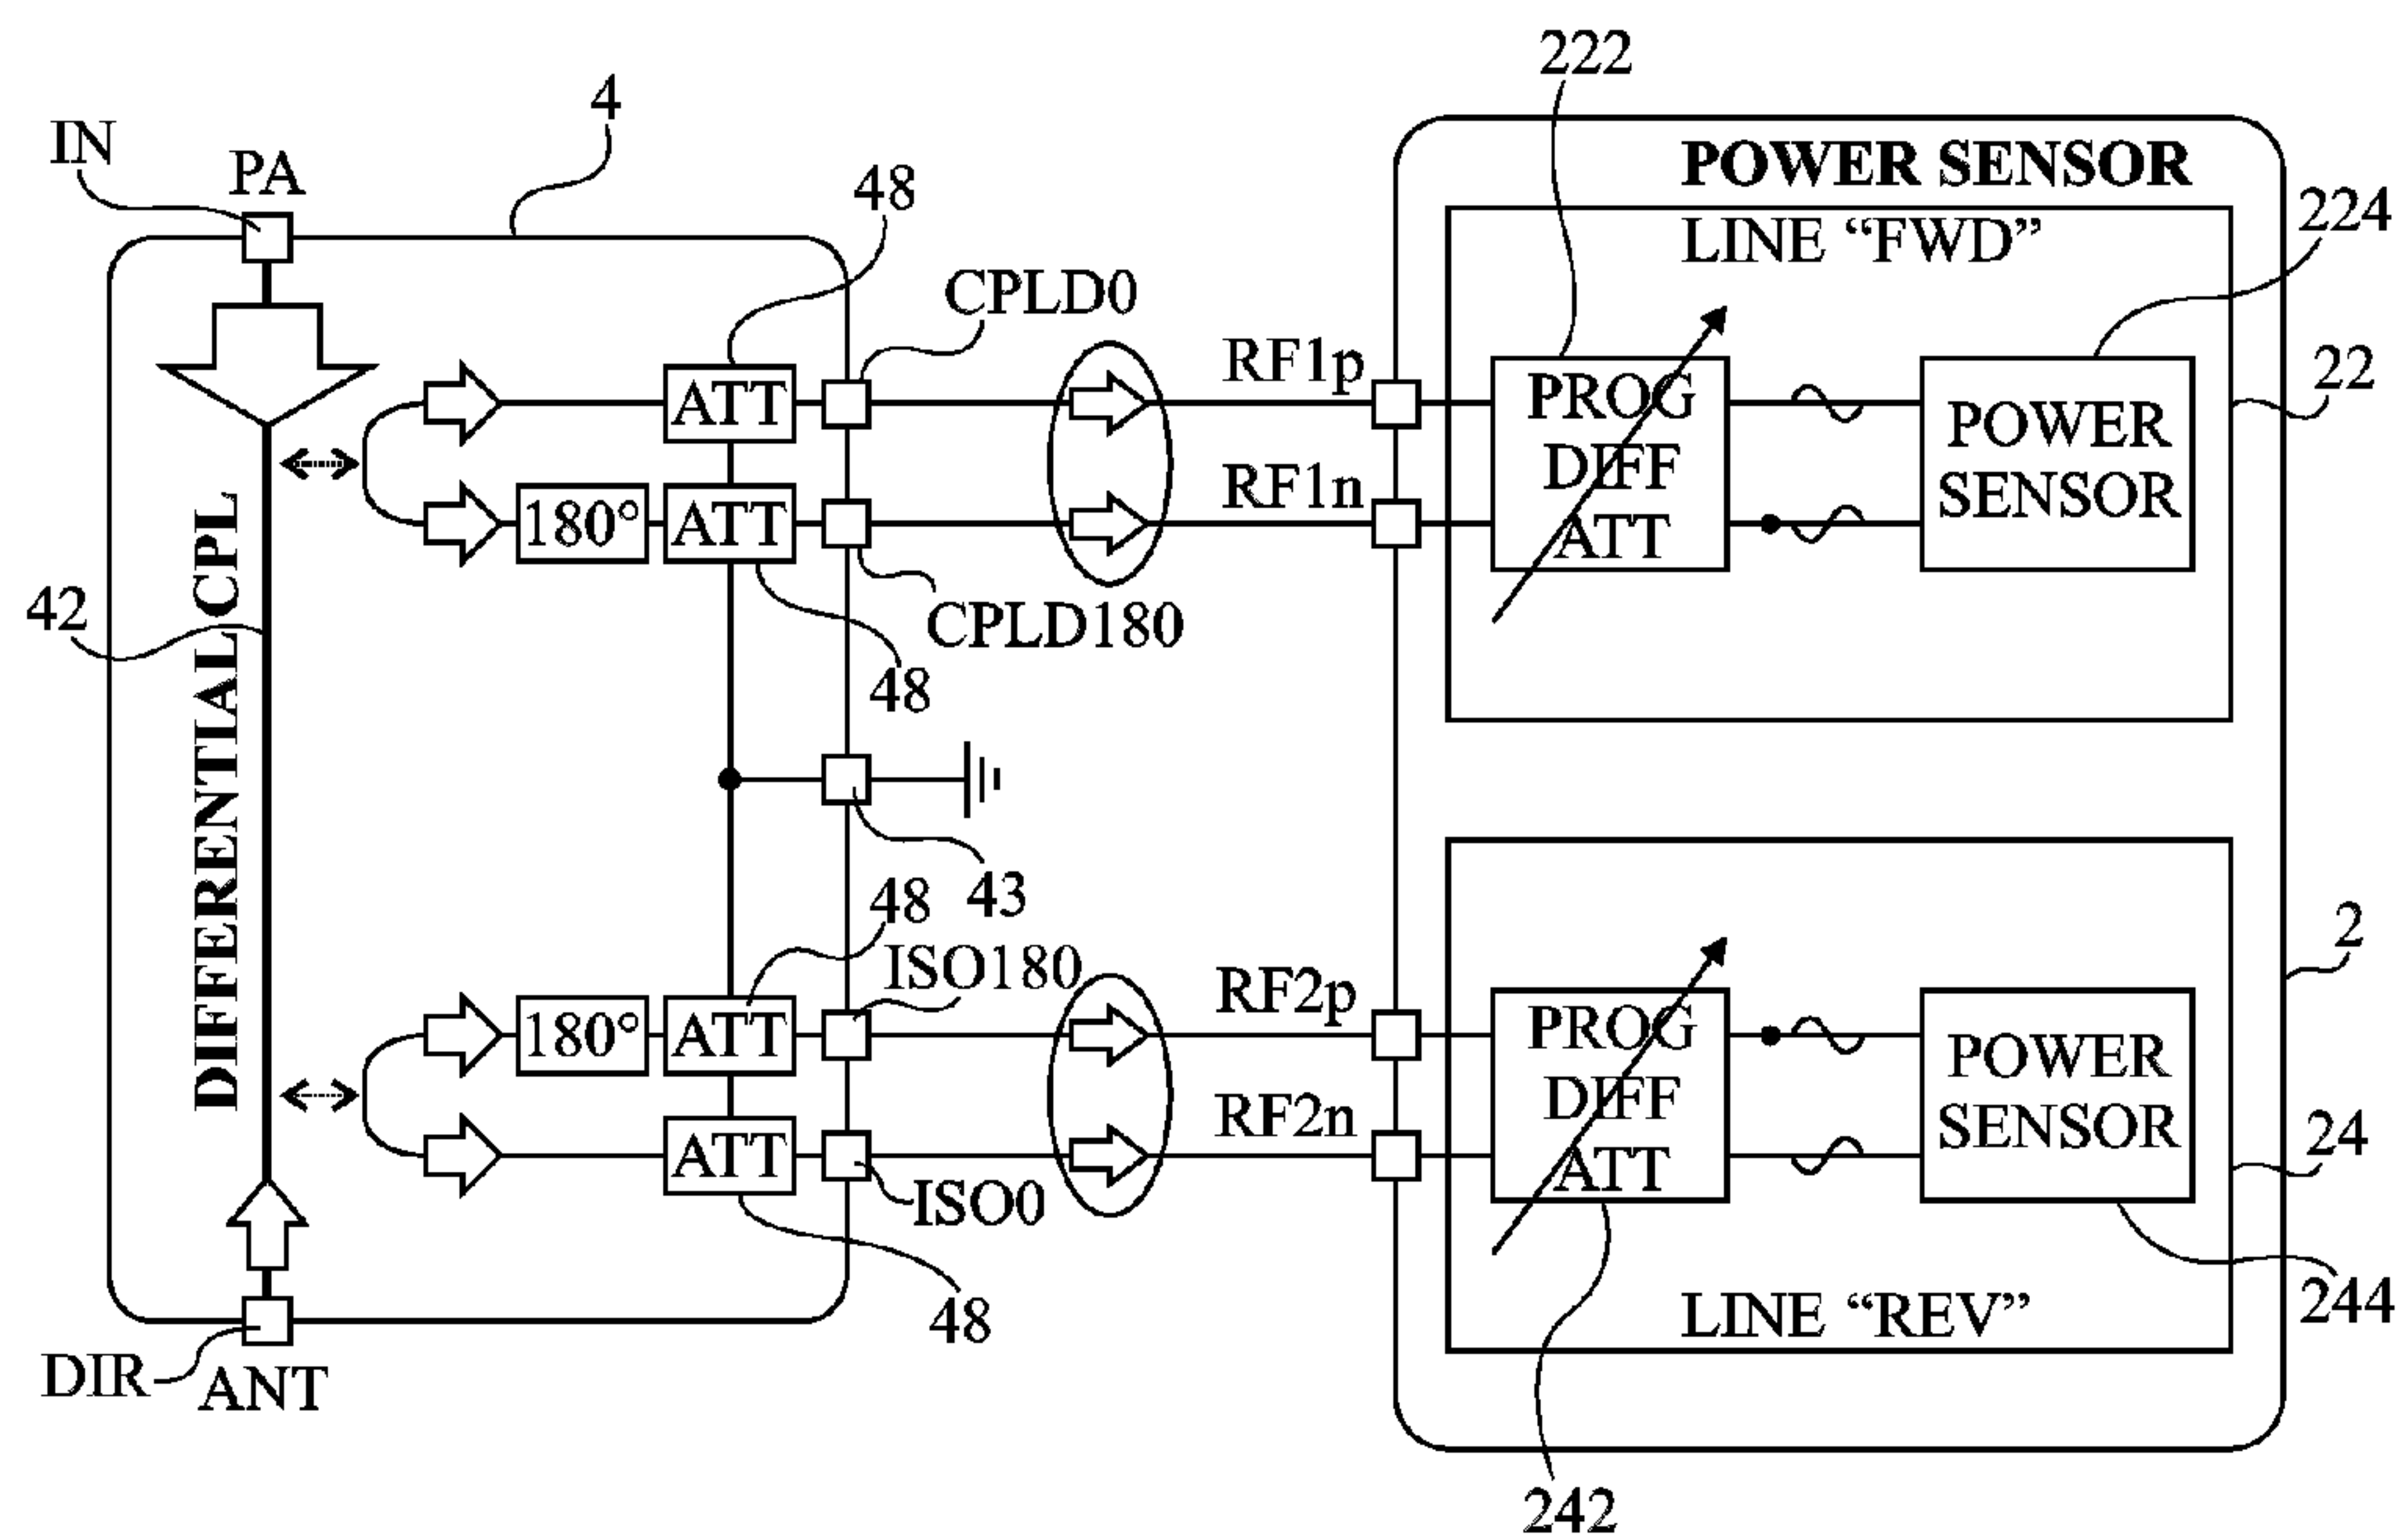 222
4
IN
PA
48
POWER SENSOR
LINE “FWD”
224
CPLD0
RF1p
22
ATT
PROG
DIFF
ATT
POWER
SENSOR
RF1n
180°
ATT
CPLD180
42
DIFFERENTIAL CPL
48
43
48
ISO180
2
RF2p
180°
ATT
PROG
DIFF
ATT
POWER
SENSOR
RF2n
24
ATT
ISO0
48
LINE “REV”
244
DIR
ANT
242